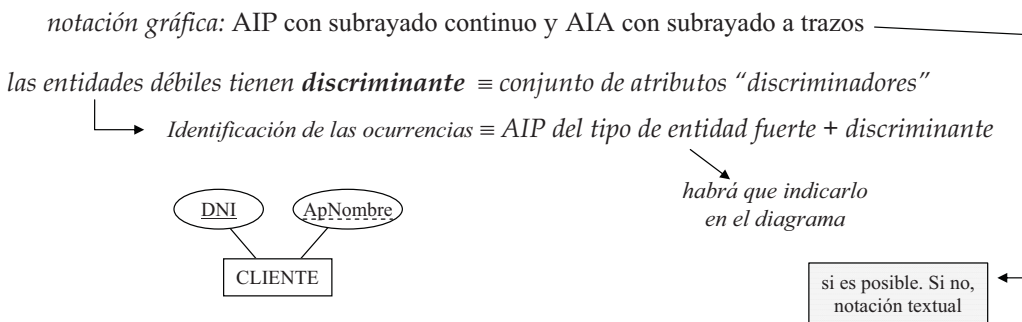 notación gráfica: AIP con subrayado continuo y AIA con subrayado a trazos
las entidades débiles tienen discriminante ≡ conjunto de atributos “discriminadores”
Identificación de las ocurrencias ≡ AIP del tipo de entidad fuerte + discriminante
habrá que indicarlo
en el diagrama
DNI
ApNombre
CLIENTE
si es posible. Si no,
notación textual